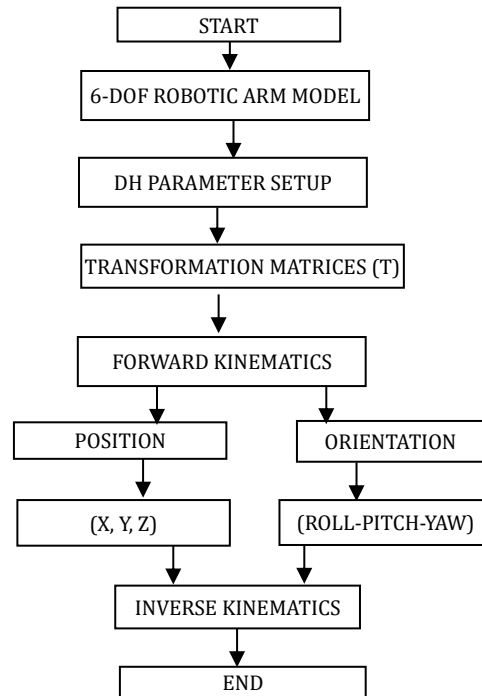 START
6-DOF ROBOTIC ARM MODEL
DH PARAMETER SETUP
TRANSFORMATION MATRICES (T)
FORWARD KINEMATICS
POSITION
ORIENTATION
(X, Y, Z)
(ROLL-PITCH-YAW)
INVERSE KINEMATICS
END